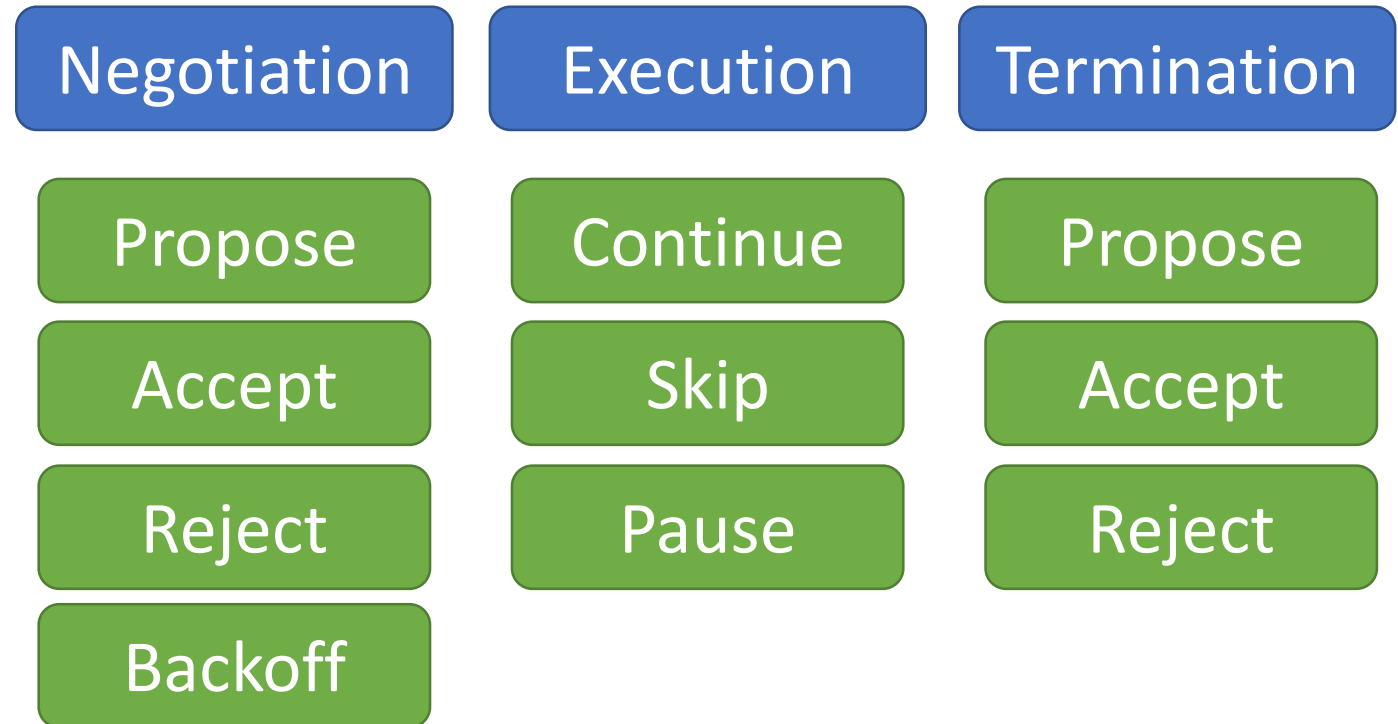 Negotiation
Execution
Termination
Propose
Continue
Propose
Accept
Skip
Accept
Reject
Pause
Reject
Backoff